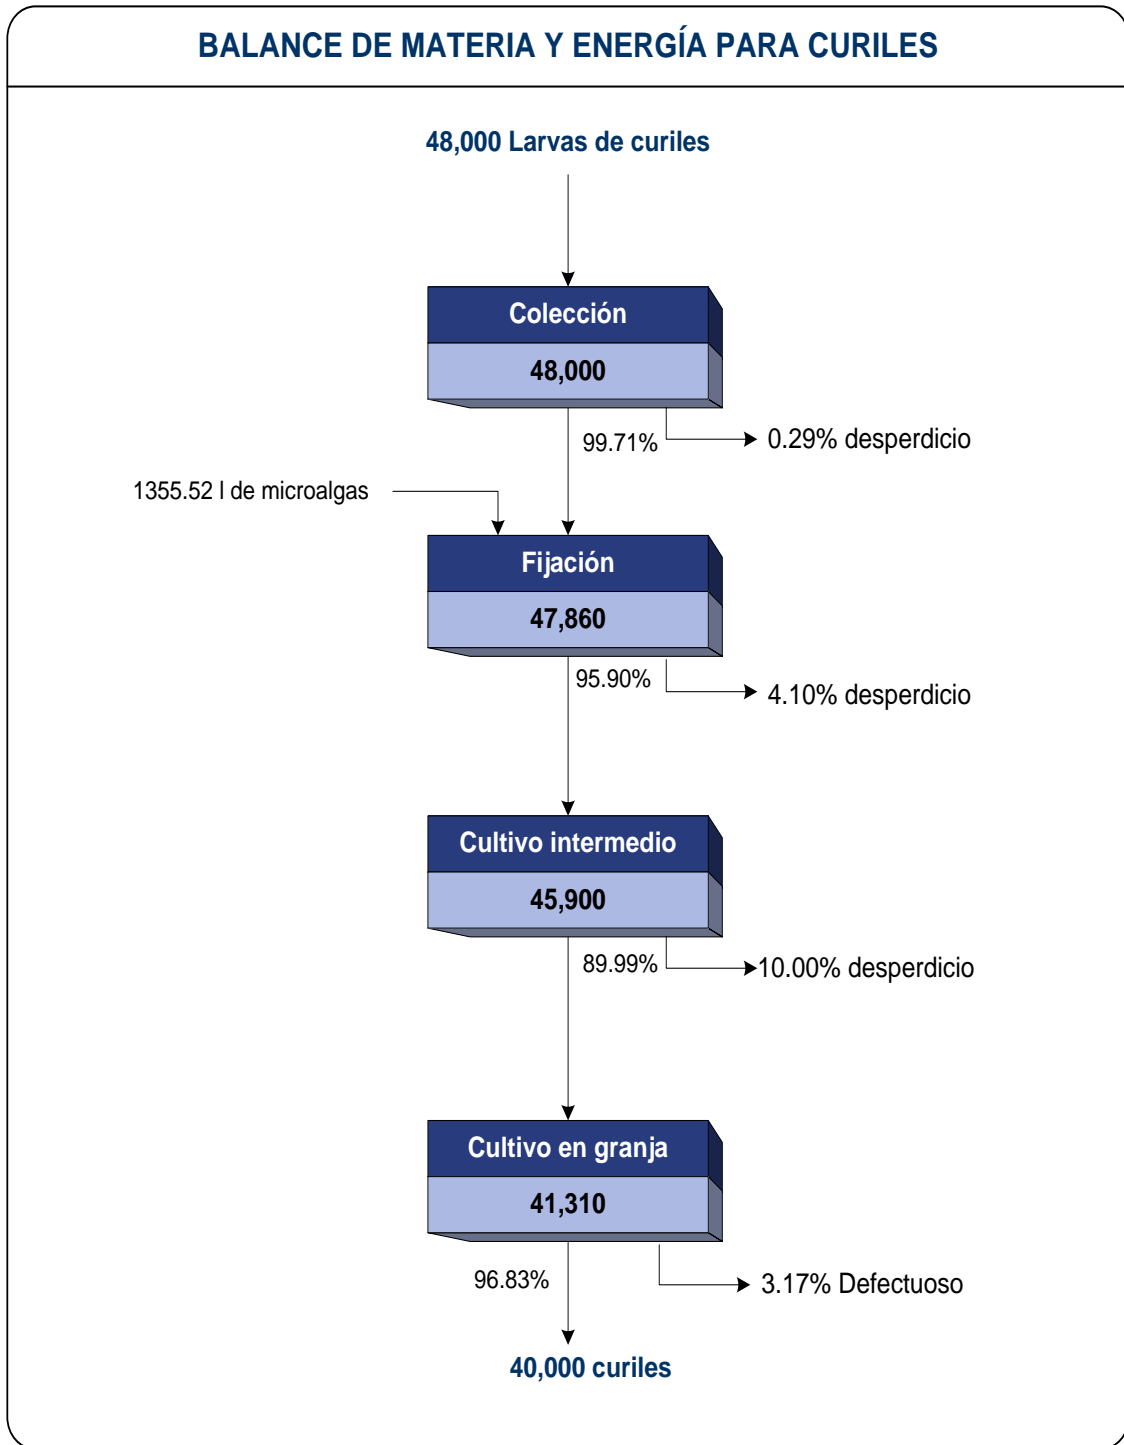 BALANCE DE MATERIA Y ENERGÍA PARA CURILES
48,000 Larvas de curiles
Colección
48,000
99.71%
0.29% desperdicio
1355.52 l de microalgas
Fijación
47,860
95.90%
4.10% desperdicio
Cultivo intermedio
45,900
89.99%
10.00% desperdicio
Cultivo en granja
41,310
96.83%
3.17% Defectuoso
40,000 curiles